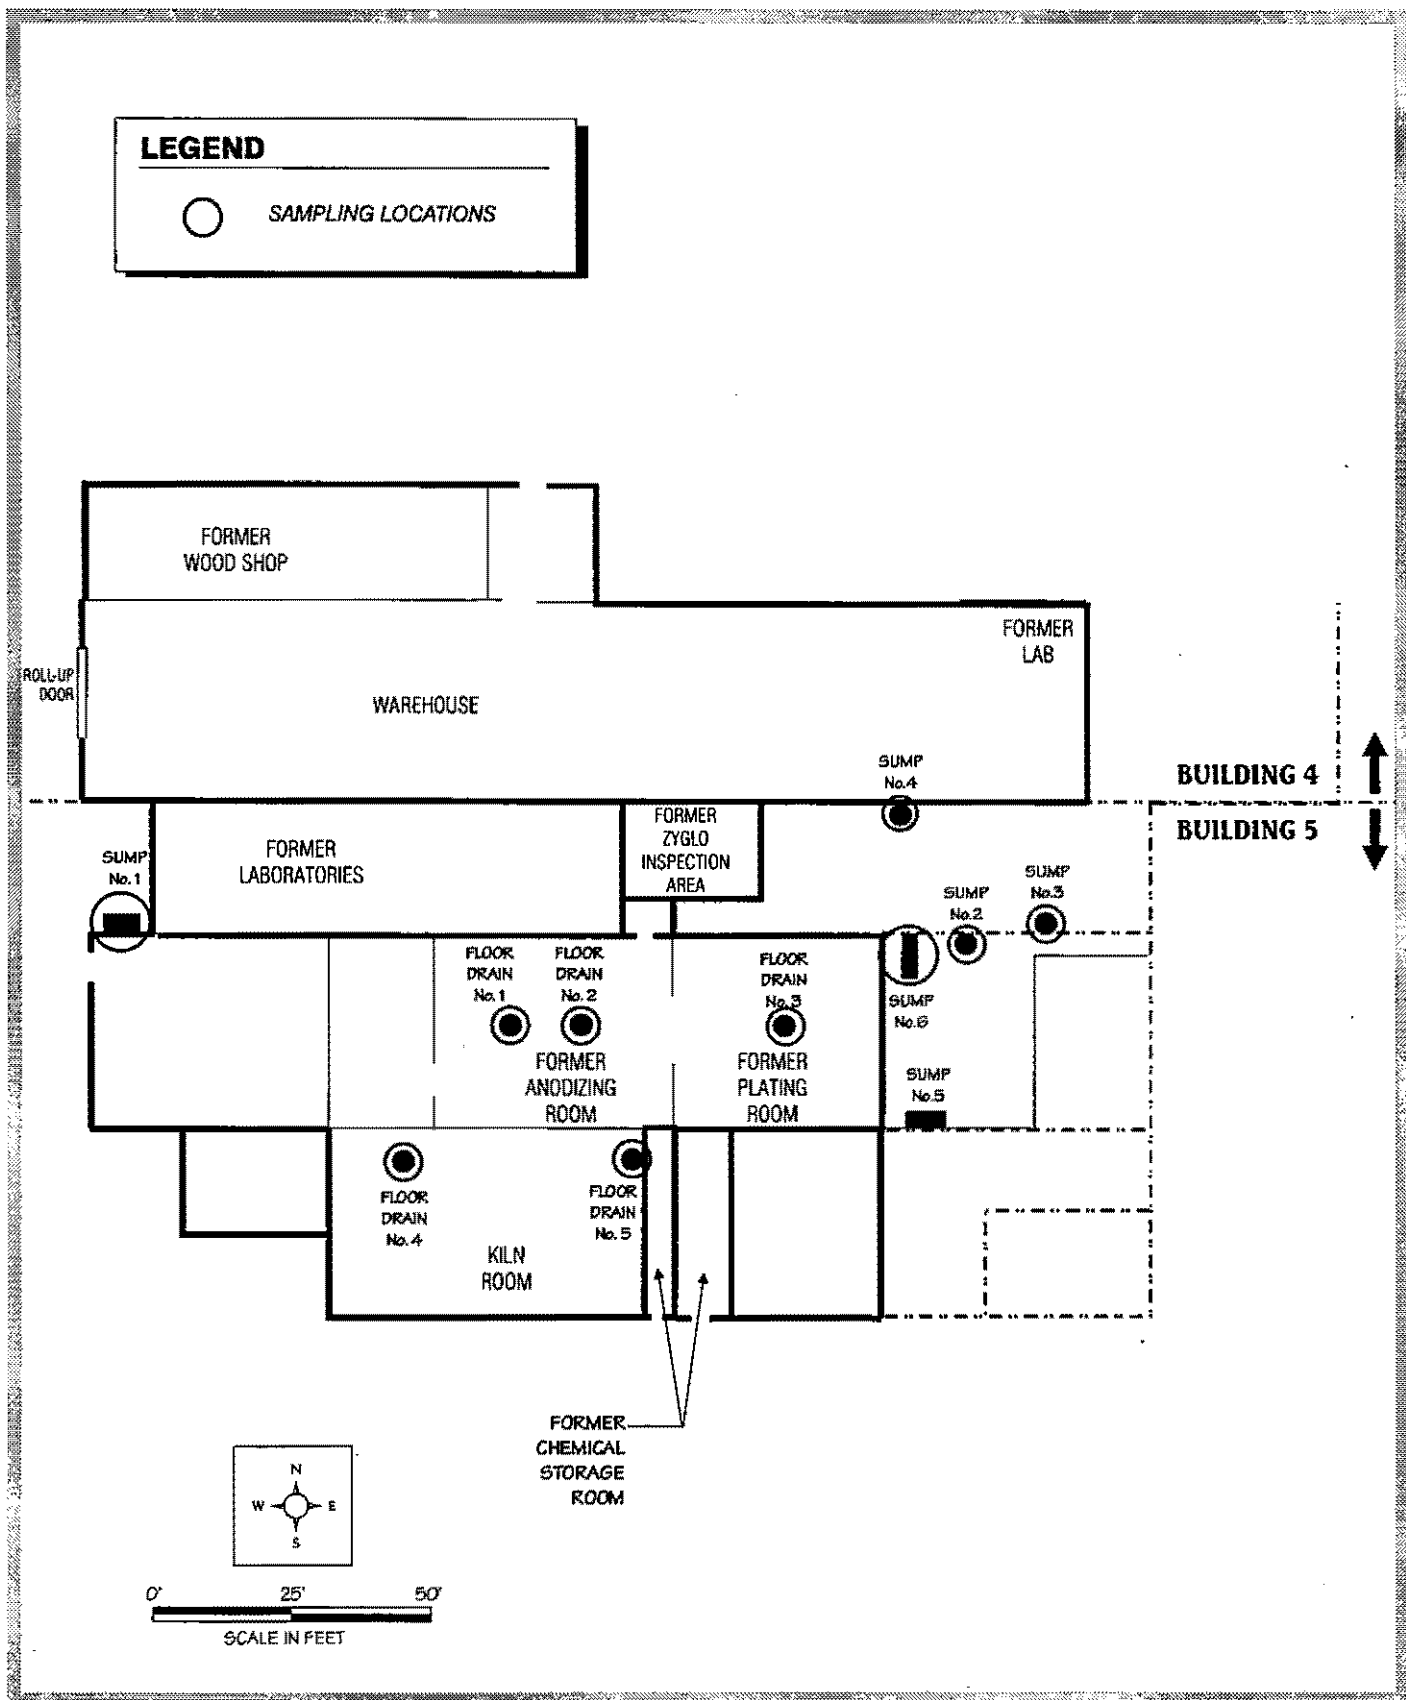 LEGEND
SAMPLING LOCATIONS
FORMER
WOOD SHOP
FORMER
LAB
ROLL-UP
DOOR
WAREHOUSE
SUMP
No.4
BUILDING 4
BUILDING 5
FORMER
ZYGLO
INSPECTION
AREA
FORMER
LABORATORIES
SUMP
No.1
SUMP
No.2
SUMP
No.3
FLOOR
DRAIN
No.1
FLOOR
DRAIN
No.2
FLOOR
DRAIN
No.3
SUMP
No.6
FORMER
ANODIZING
ROOM
FORMER
PLATING
ROOM
SUMP
No.5
FLOOR
DRAIN
No.4
FLOOR
DRAIN
No.5
KILN
ROOM
FORMER
CHEMICAL
STORAGE
ROOM
N
W E
S
0' 25' 50'
SCALE IN FEET